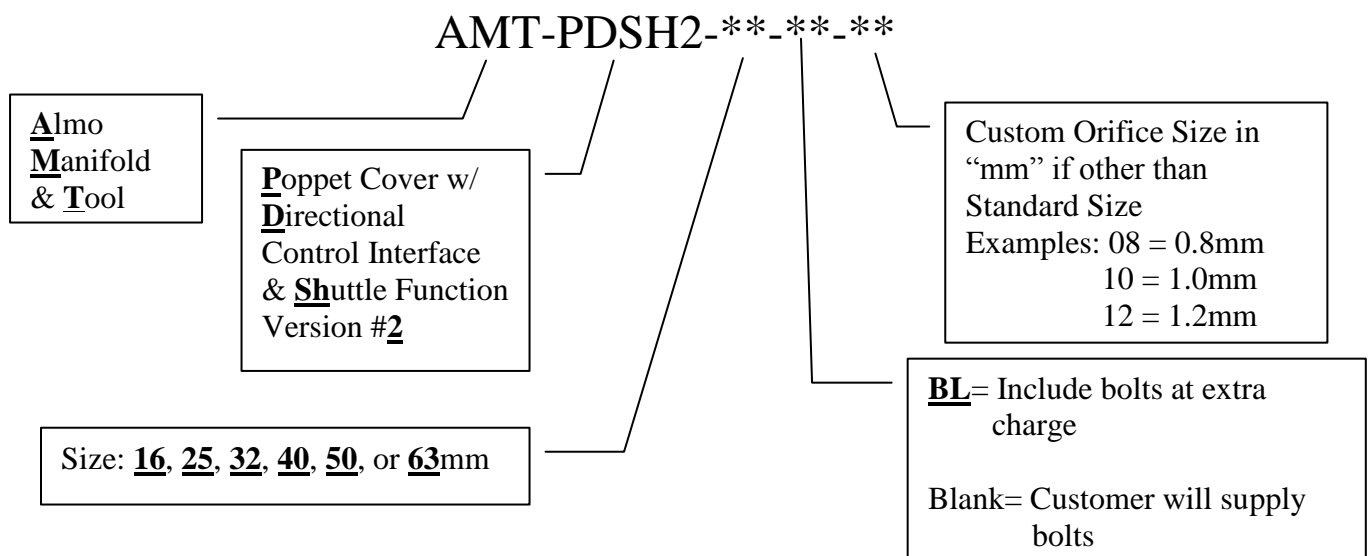 AMT-PDSH2-**-**-**
Almo
Manifold
& Tool
Poppet Cover w/
Directional
Control Interface
& Shuttle Function
Version #2
Size: 16, 25, 32, 40, 50, or 63mm
Custom Orifice Size in
“mm” if other than
Standard Size
Examples: 08 = 0.8mm
10 = 1.0mm
12 = 1.2mm
BL= Include bolts at extra
charge
Blank= Customer will supply
bolts